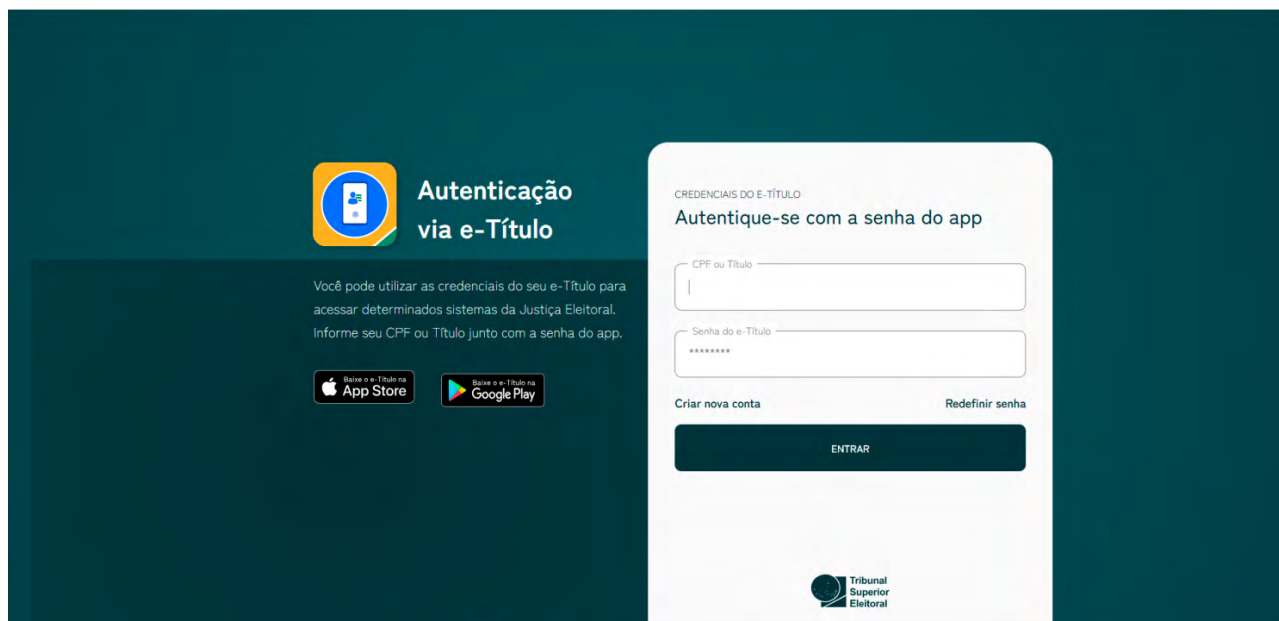 Autenticação
via e-Título
Você pode utilizar as credenciais do seu e-Título para
acessar determinados sistemas da Justiça Eleitoral.
Informe seu CPF ou Título junto com a senha do app.
Baixe o e-Título na
App Store
Baixe o e-Título na
Google Play
CREDENCIAIS DO E-TÍTULO
Autentique-se com a senha do app
CPF ou Título
Senha do e-Título
********
Criar nova conta
Redefinir senha
ENTRAR
Tribunal
Superior
Eleitoral